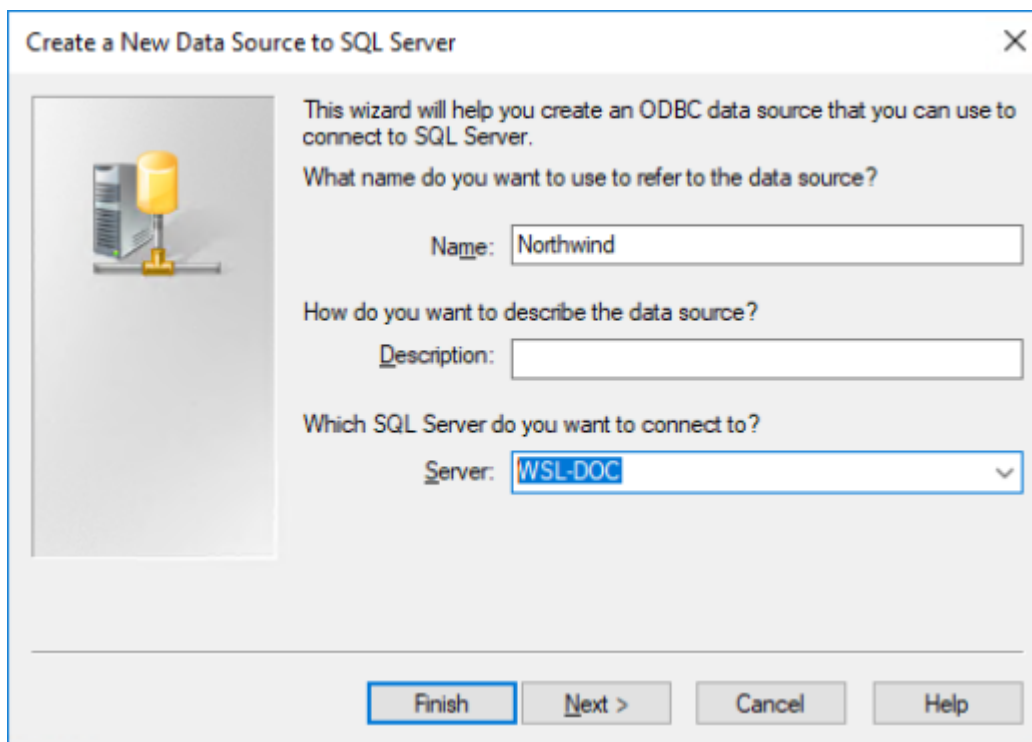 Create a New Data Source to SQL Server
This wizard will help you create an ODBC data source that you can use to
connect to SQL Server.
What name do you want to use to refer to the data source?
Name: Northwind
How do you want to describe the data source?
Description:
Which SQL Server do you want to connect to?
Server: WSL-DOC
Finish Next > Cancel Help